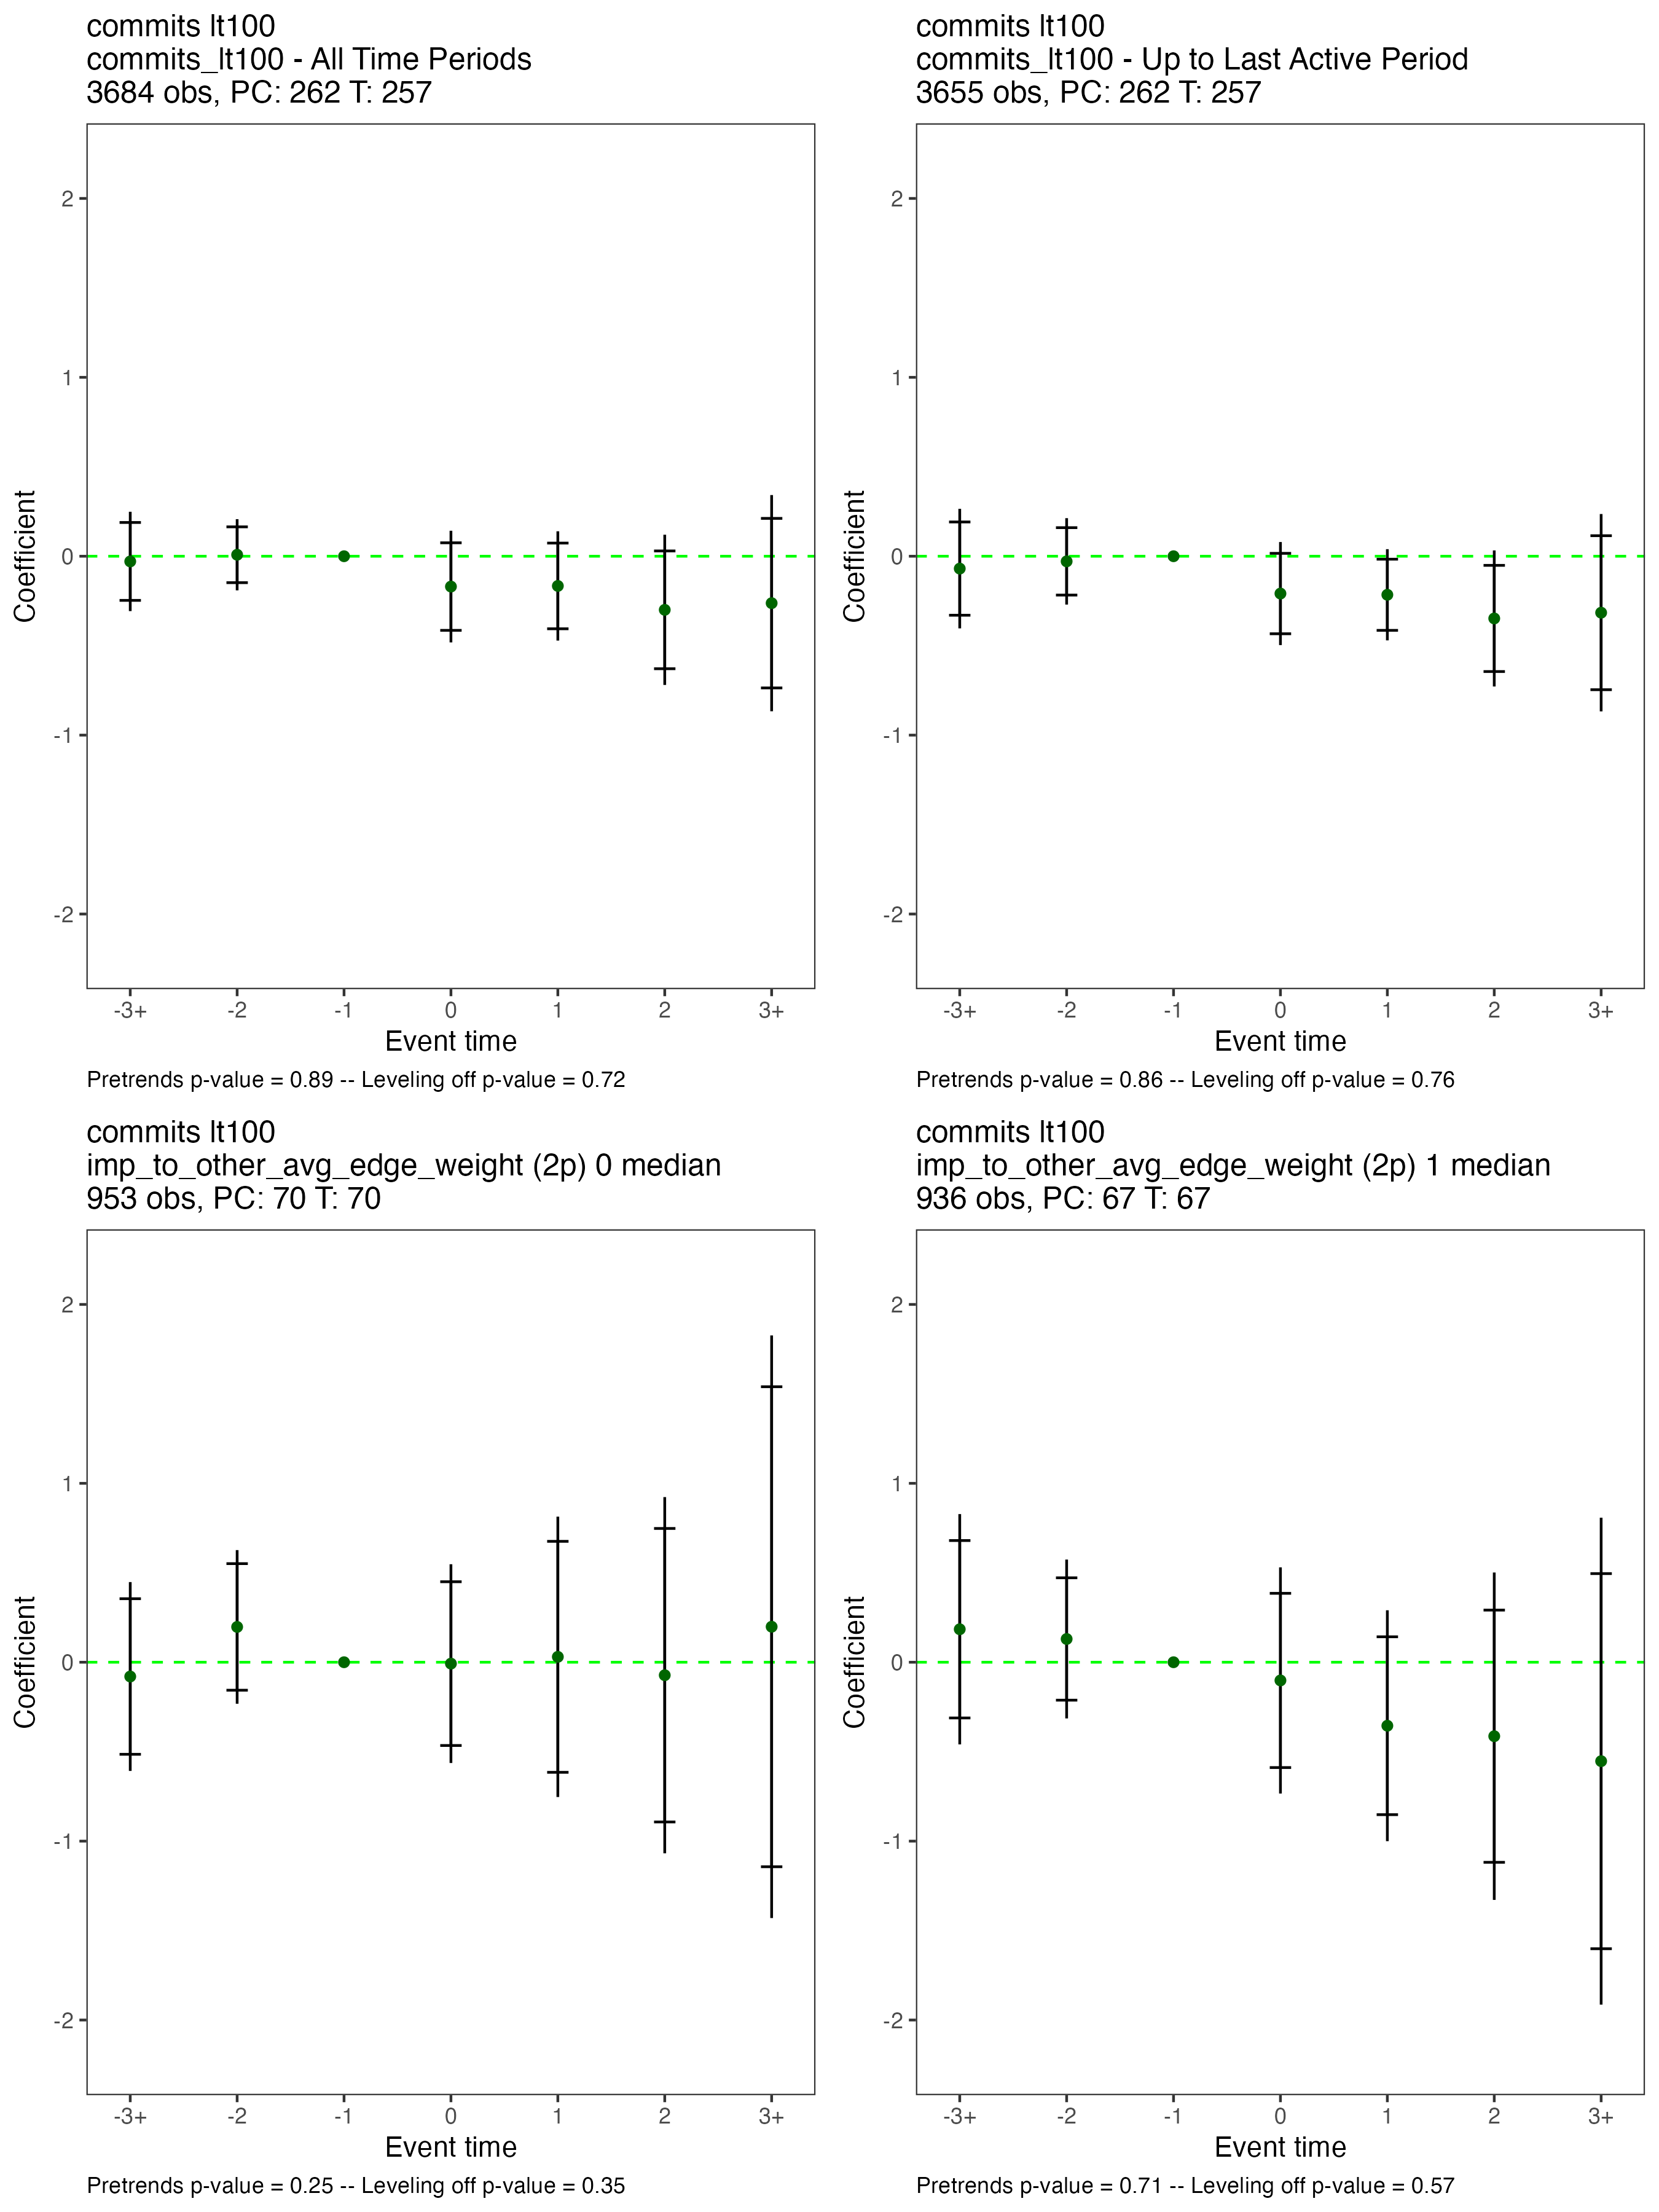 commits lt100
commits_lt100 - All Time Periods
3684 obs, PC: 262 T: 257
2
1
0
-1
-2
Coefficient
-3+ -2 -1 0 1 2 3+
Event time
Pretrends p-value = 0.89 -- Leveling off p-value = 0.72
commits lt100
commits_lt100 - Up to Last Active Period
3655 obs, PC: 262 T: 257
2
1
0
-1
-2
Coefficient
-3+ -2 -1 0 1 2 3+
Event time
Pretrends p-value = 0.86 -- Leveling off p-value = 0.76
commits lt100
imp_to_other_avg_edge_weight (2p) 0 median
953 obs, PC: 70 T: 70
2
1
0
-1
-2
Coefficient
-3+ -2 -1 0 1 2 3+
Event time
Pretrends p-value = 0.25 -- Leveling off p-value = 0.35
commits lt100
imp_to_other_avg_edge_weight (2p) 1 median
936 obs, PC: 67 T: 67
2
1
0
-1
-2
Coefficient
-3+ -2 -1 0 1 2 3+
Event time
Pretrends p-value = 0.71 -- Leveling off p-value = 0.57